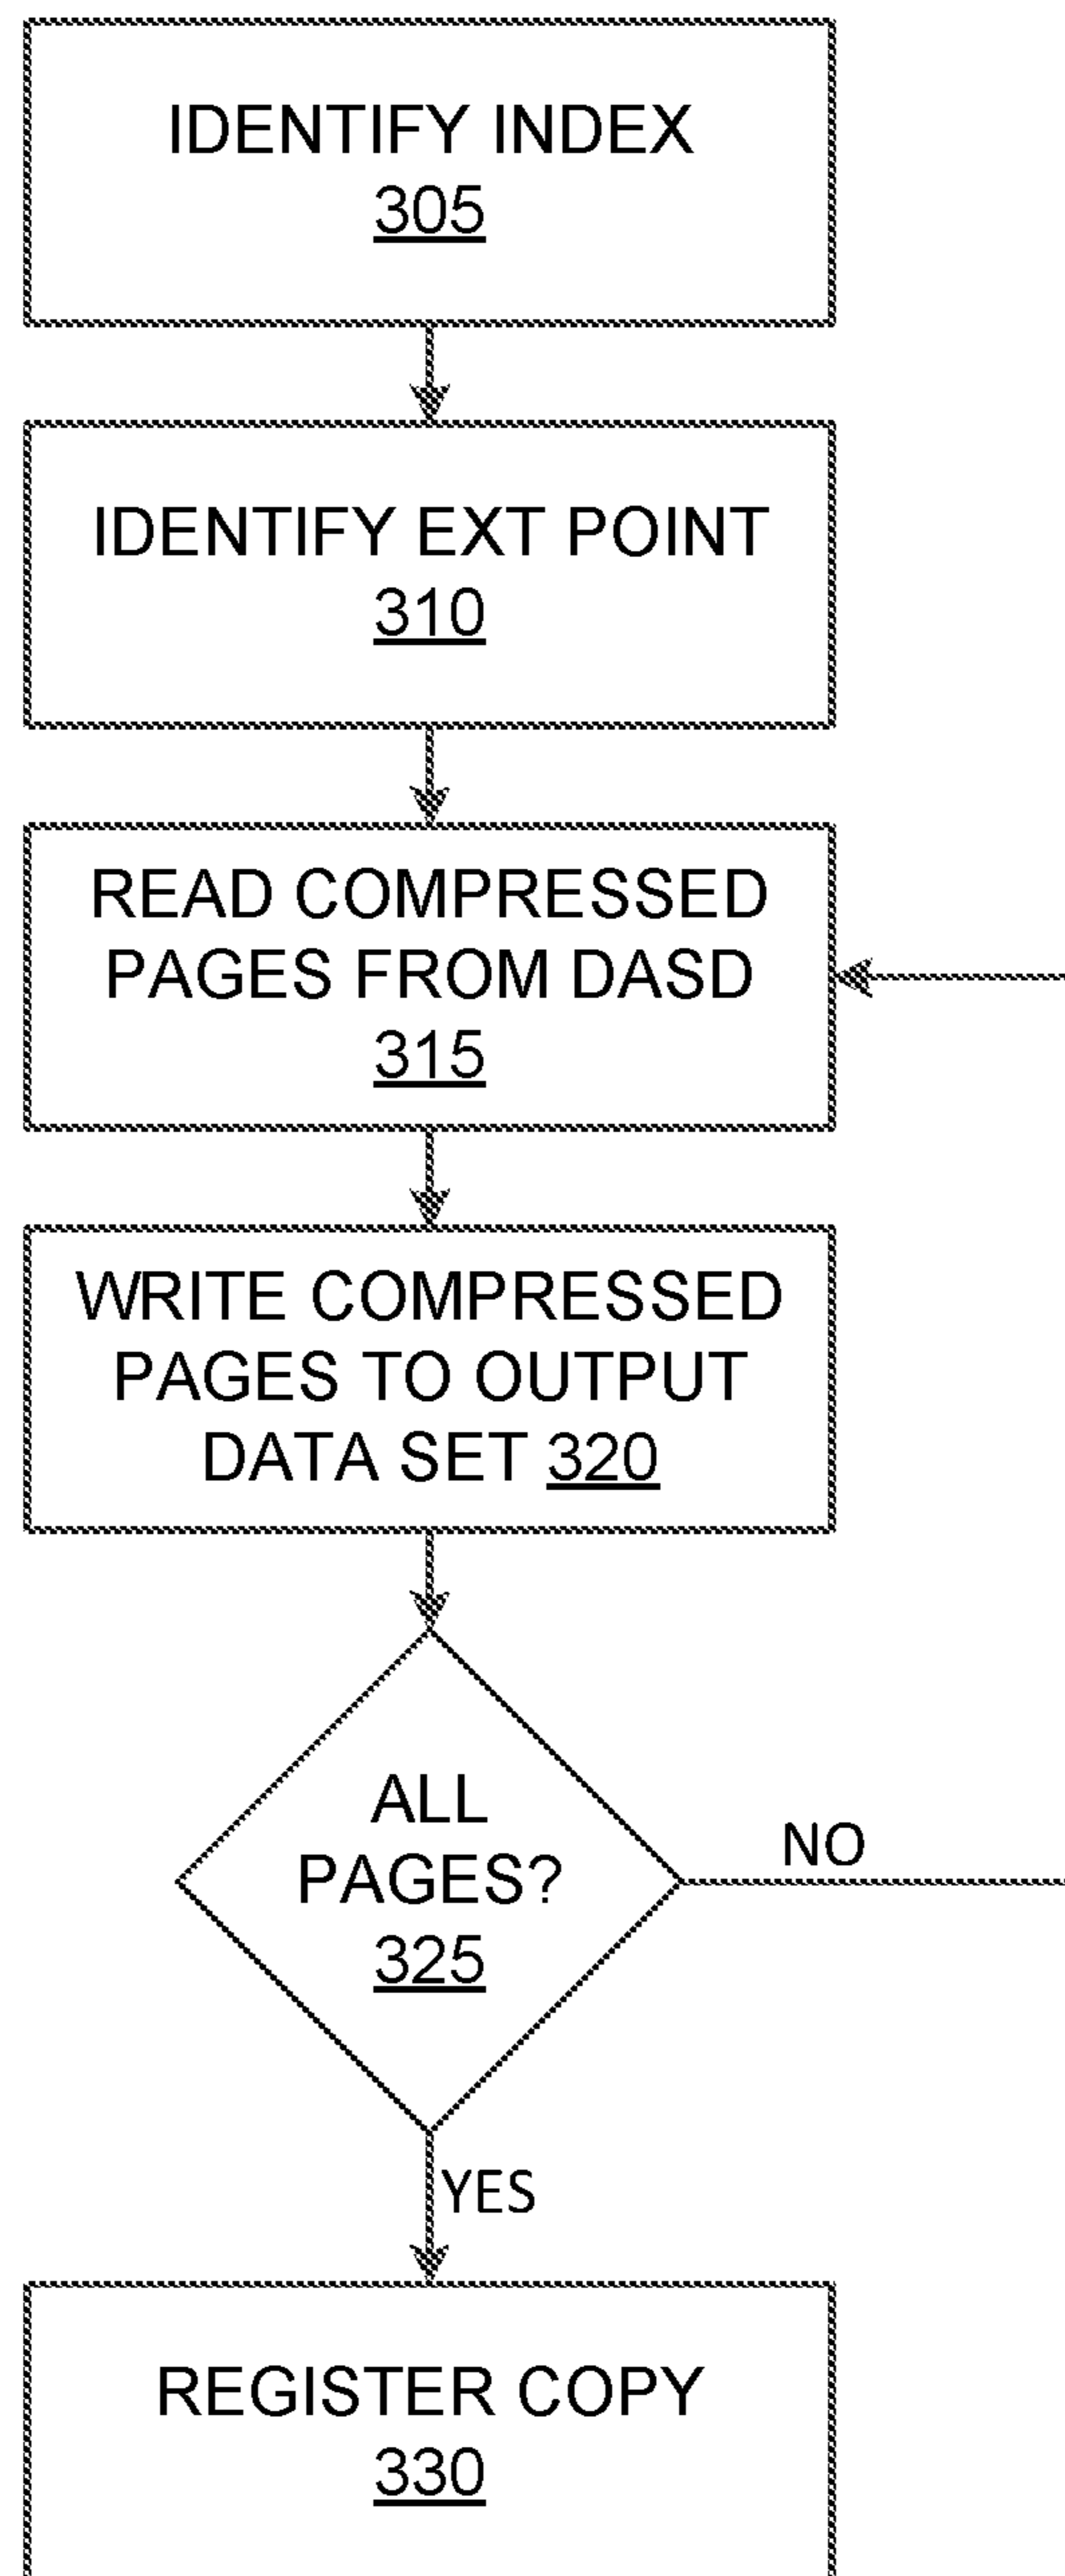 IDENTIFY INDEX
305
IDENTIFY EXT POINT
310
READ COMPRESSED
PAGES FROM DASD
315
WRITE COMPRESSED
PAGES TO OUTPUT
DATA SET 320
ALL
PAGES?
325
NO
YES
REGISTER COPY
330